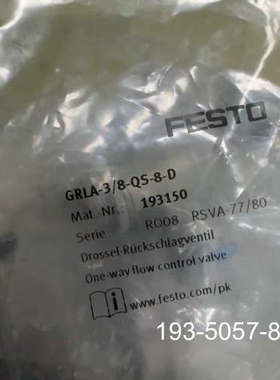 FESTO
GRLA-3/8-QS-8-D
Mat. Nr.: 193150
Serie R008 RSVA-77/80
Drossel-Rückschlagventil
One-way flow control valve
www.festo.com/pk
193-5057-8